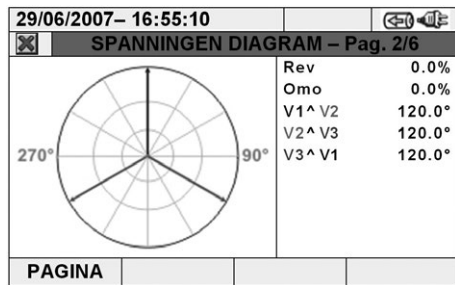 29/06/2007– 16:55:10
SPANNINGEN DIAGRAM – Pag. 2/6
Rev 0.0%
Omo 0.0%
V1^V2 120.0°
V2^V3 120.0°
V3^V1 120.0°
270° 90°
PAGINA